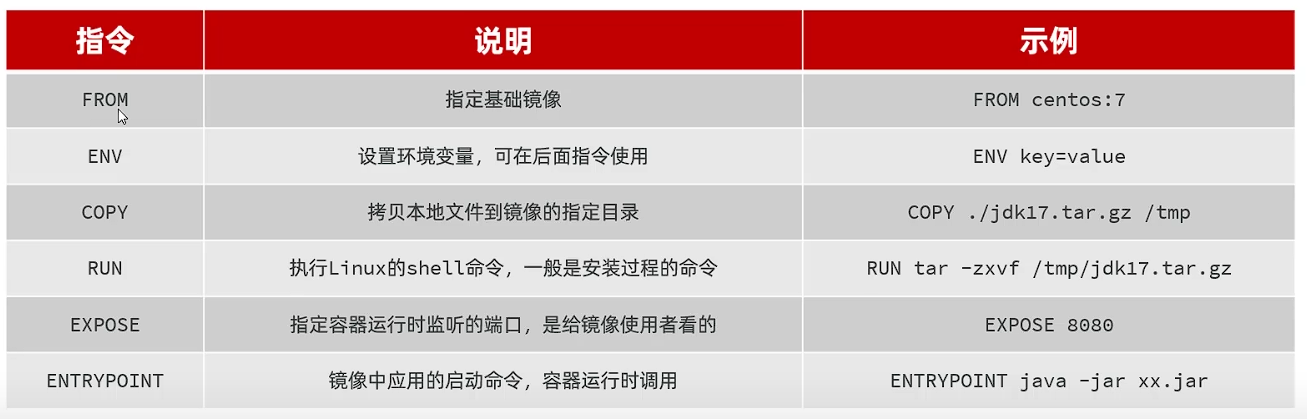 指令 说明 示例
FROM 指定基础镜像 FROM centos:7
ENV 设置环境变量，可在后面指令使用 ENV key=value
COPY 拷贝本地文件到镜像的指定目录 COPY ./jdk17.tar.gz /tmp
RUN 执行Linux的shell命令，一般是安装过程的命令 RUN tar -zxvf /tmp/jdk17.tar.gz
EXPOSE 指定容器运行时监听的端口，是给镜像使用者看的 EXPOSE 8080
ENTRYPOINT 镜像中应用的启动命令，容器运行时调用 ENTRYPOINT java -jar xx.jar